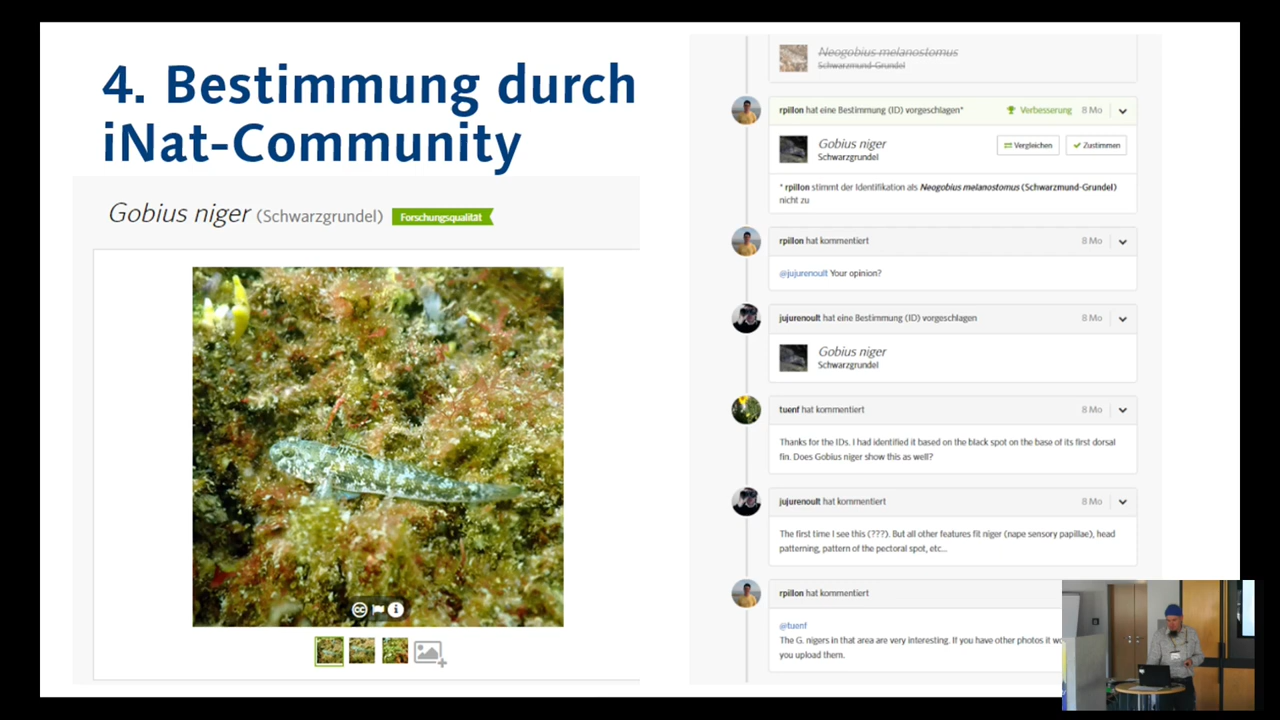 4. Bestimmung durch
iNat-Community
Gobius niger (Schwarzgrundel) Forschungsqualität
Neogobius melanostomus
Schwarzmund-Grundel
rpillon hat eine Bestimmung (ID) vorgeschlagen* Verbesserung 8 Mo
Gobius niger
Schwarzgrundel
Vergleichen Zustimmen
* rpillon stimmt der Identifikation als Neogobius melanostomus (Schwarzmund-Grundel)
nicht zu
rpillon hat kommentiert 8 Mo
@jujurenoult Your opinion?
jujurenoult hat eine Bestimmung (ID) vorgeschlagen 8 Mo
Gobius niger
Schwarzgrundel
tuenf hat kommentiert 8 Mo
Thanks for the IDs. I had identified it based on the black spot on the base of its first dorsal
fin. Does Gobius niger show this as well?
jujurenoult hat kommentiert 8 Mo
The first time I see this (???). But all other features fit niger (nape sensory papillae), head
patterning, pattern of the pectoral spot, etc...
rpillon hat kommentiert
@tuenf
The G. nigers in that area are very interesting. If you have other photos it
you upload them.